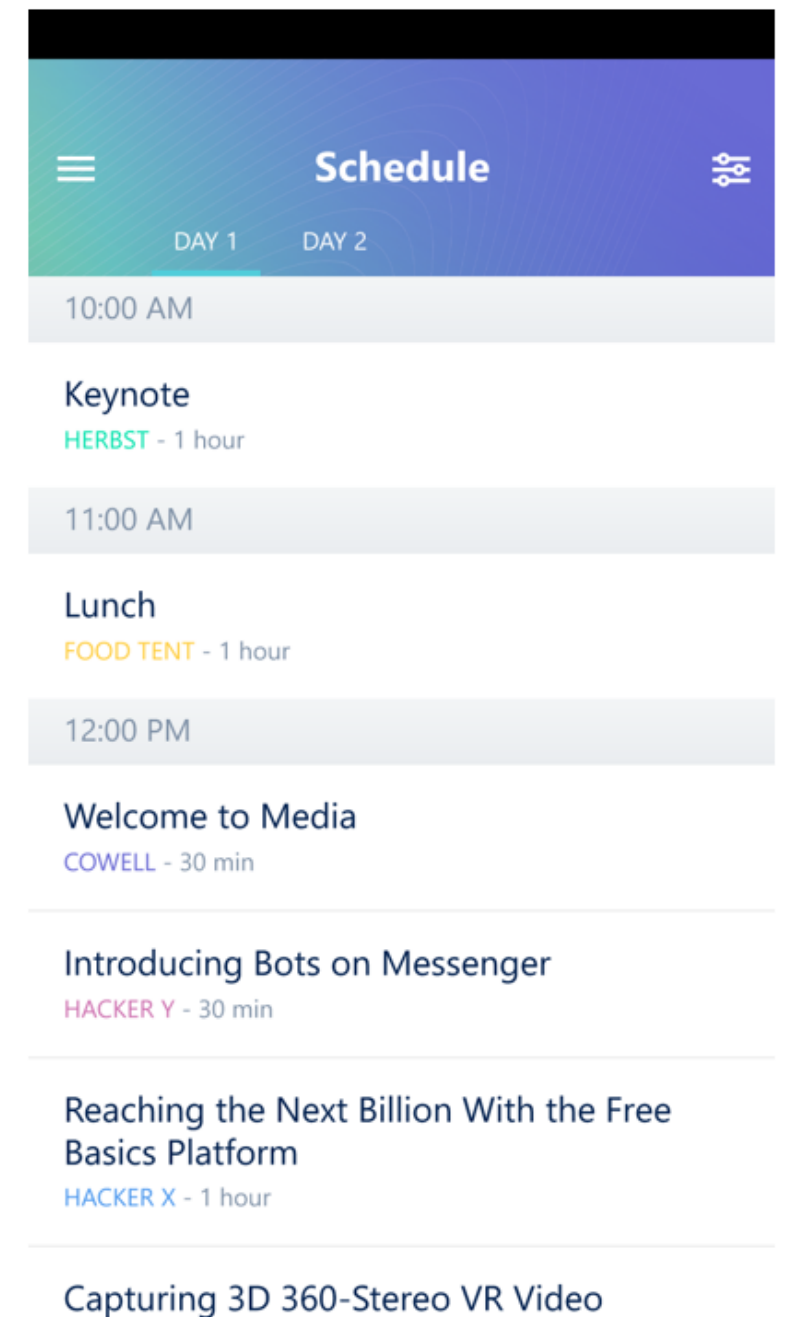 Schedule
DAY 1 DAY 2
10:00 AM
Keynote
HERBST - 1 hour
11:00 AM
Lunch
FOOD TENT - 1 hour
12:00 PM
Welcome to Media
COWELL - 30 min
Introducing Bots on Messenger
HACKER Y - 30 min
Reaching the Next Billion With the Free
Basics Platform
HACKER X - 1 hour
Capturing 3D 360-Stereo VR Video